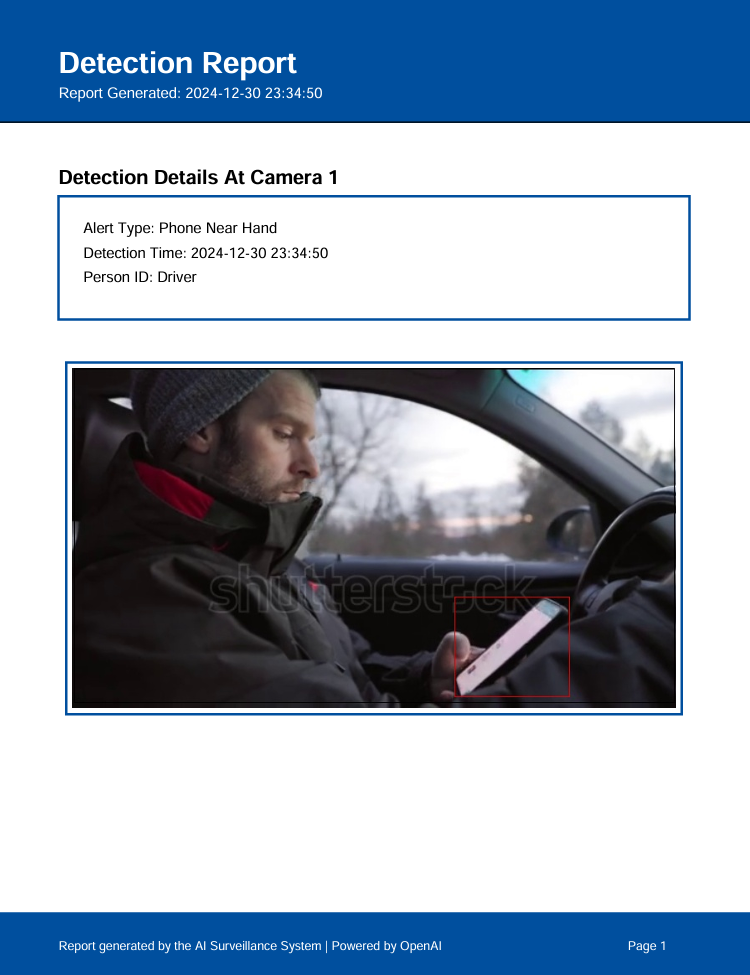 Detection Report
Report Generated: 2024-12-30 23:34:50
Detection Details At Camera 1
Alert Type: Phone Near Hand
Detection Time: 2024-12-30 23:34:50
Person ID: Driver
shutterstock
Report generated by the AI Surveillance System | Powered by OpenAI
Page 1